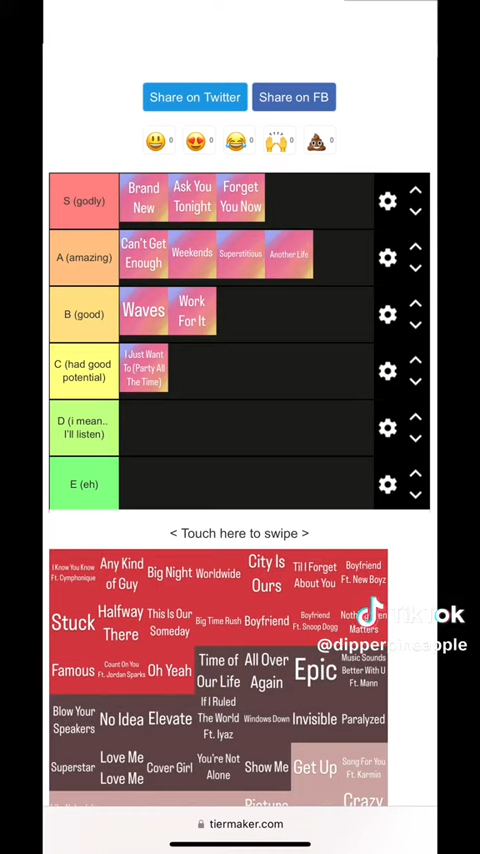 Share on Twitter
Share on FB
0
0
0
0
0
S (godly)
Brand
New
Ask You
Tonight
Forget
You Now
A (amazing)
Can't Get
Enough
Weekends
Superstitious
Another Life
B (good)
Waves
Work
For It
C (had good
potential)
I Just Want
To (Party All
The Time)
D (i mean..
I'll listen)
E (eh)
< Touch here to swipe >
I Know You Know
Ft. Cymphonique
Any Kind
of Guy
Big Night
Worldwide
City Is
Ours
Til I Forget
About You
Boyfriend
Ft. New Boyz
Stuck
Halfway
There
This Is Our
Someday
Big Time Rush
Boyfriend
Boyfriend
Ft. Snoop Dogg
Matters
TikTok
@dipperpineapple
Famous
Count On You
Ft. Jordan Sparks
Oh Yeah
Time of
Our Life
All Over
Again
Epic
Music Sounds
Better With U
Ft. Mann
Blow Your
Speakers
No Idea
Elevate
If I Ruled
The World
Ft. Iyaz
Windows Down
Invisible
Paralyzed
Superstar
Love Me
Love Me
Cover Girl
You're Not
Alone
Show Me
Get Up
Song For You
Ft. Karmin
Picture
Crazy
tiermaker.com